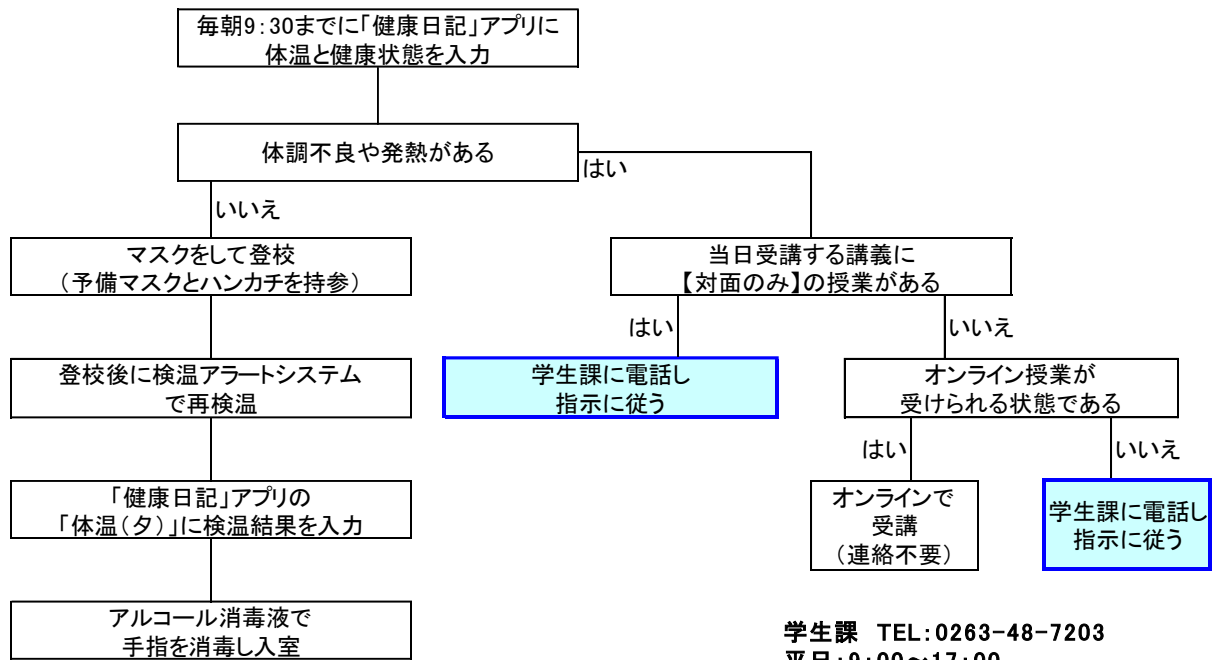 毎朝9:30までに「健康日記」アプリに
体温と健康状態を入力
体調不良や発熱がある
はい
いいえ
マスクをして登校
（予備マスクとハンカチを持参）
当日受講する講義に
【対面のみ】の授業がある
はい
いいえ
登校後に検温アラートシステム
で再検温
学生課に電話し
指示に従う
オンライン授業が
受けられる状態である
はい
いいえ
「健康日記」アプリの
「体温（夕）」に検温結果を入力
オンラインで
受講
（連絡不要）
学生課に電話し
指示に従う
アルコール消毒液で
手指を消毒し入室
学生課 TEL:0263-48-7203
平日:9:00～17:00